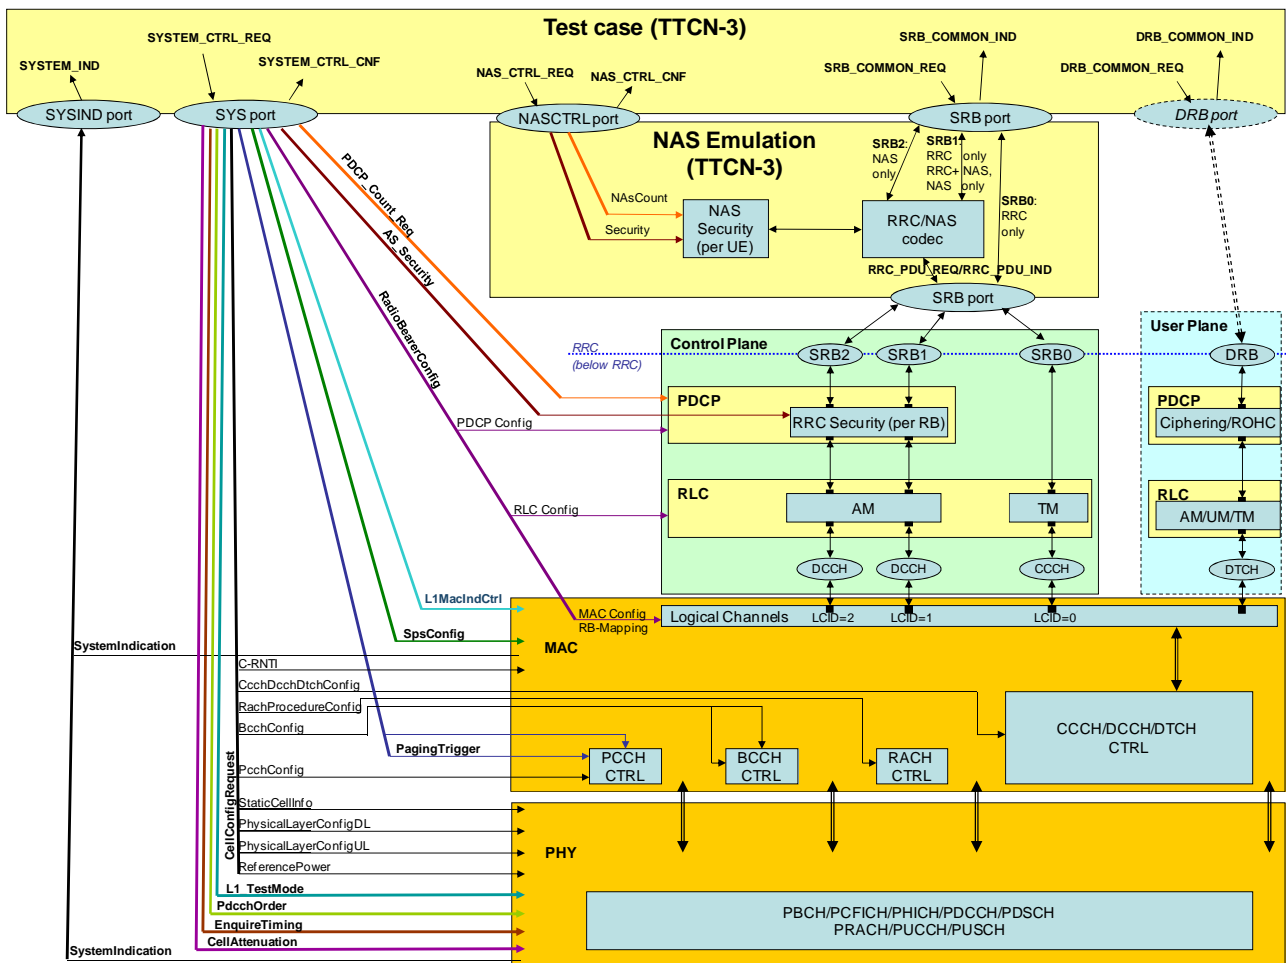 Test case (TTCN-3)
SYSTEM_CTRL_REQ
SYSTEM_IND
SYSTEM_CTRL_CNF
NAS_CTRL_REQ
NAS_CTRL_CNF
SRB_COMMON_IND
SRB_COMMON_REQ
DRB_COMMON_IND
DRB_COMMON_REQ
SYSIND port
SYS port
NASCTRL port
SRB port
DRB port
NAS Emulation
(TTCN-3)
SRB2:
NAS
only
SRB1:
RRC only
RRC+ NAS,
NAS only
SRB0:
RRC
only
NAsCount
Security
NAS
Security
(per UE)
RRC/NAS
codec
RRC_PDU_REQ/RRC_PDU_IND
SRB port
PDCP_Count_Req
AS_Security
RadioBearerConfig
RRC
(below RRC)
Control Plane
SRB2
SRB1
SRB0
User Plane
DRB
PDCP
RRC Security (per RB)
PDCP
Ciphering/ROHC
PDCP Config
RLC
AM
TM
RLC
AM/UM/TM
RLC Config
DCCH
DCCH
CCCH
DTCH
L1MacIndCtrl
MAC Config
RB-Mapping
Logical Channels
LCID=2
LCID=1
LCID=0
SpsConfig
MAC
SystemIndication
C-RNTI
CcchDcchDtchConfig
RachProcedureConfig
BcchConfig
PagingTrigger
PcchConfig
PCCH
CTRL
BCCH
CTRL
RACH
CTRL
CCCH/DCCH/DTCH
CTRL
CellConfigRequest
StaticCellInfo
PhysicalLayerConfigDL
PhysicalLayerConfigUL
ReferencePower
PHY
L1_TestMode
PdcchOrder
EnquireTiming
CellAttenuation
SystemIndication
PBCH/PCFICH/PHICH/PDCCH/PDSCH
PRACH/PUCCH/PUSCH